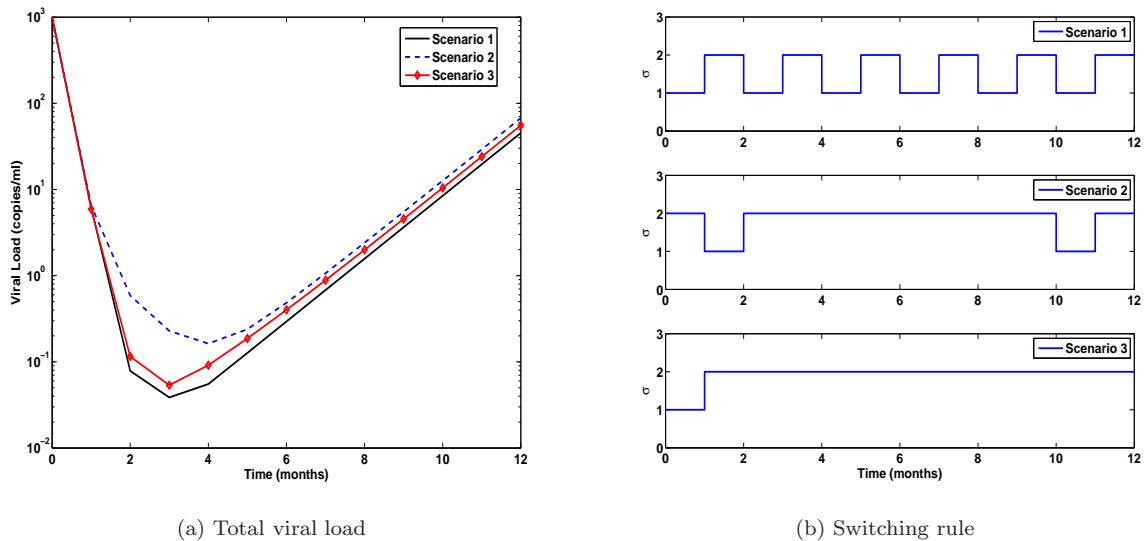 10^3
10^2
10^1
10^0
10^−1
10^−2
Viral Load (copies/ml)
Scenario 1
Scenario 2
Scenario 3
0 2 4 6 8 10 12
Time (months)
(a) Total viral load
3
2
1
0
σ
Scenario 1
0 2 4 6 8 10 12
3
2
1
0
σ
Scenario 2
0 2 4 6 8 10 12
3
2
1
0
σ
Scenario 3
0 2 4 6 8 10 12
Time (months)
(b) Switching rule